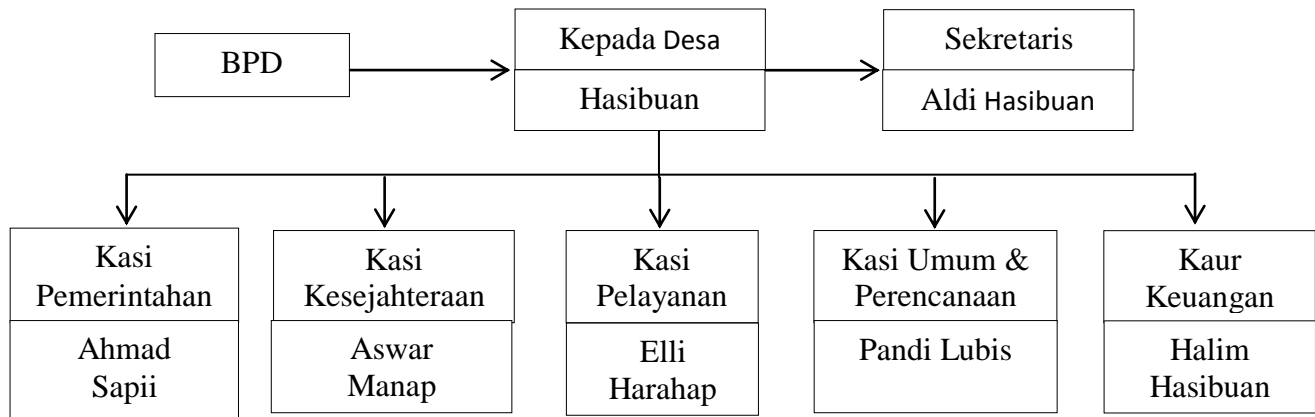 BPD
Kepada Desa
Hasibuan
Sekretaris
Aldi Hasibuan
Kasi
Pemerintahan
Ahmad
Sapii
Kasi
Kesejahteraan
Aswar
Manap
Kasi
Pelayanan
Elli
Harahap
Kasi Umum &
Perencanaan
Pandi Lubis
Kaur
Keuangan
Halim
Hasibuan